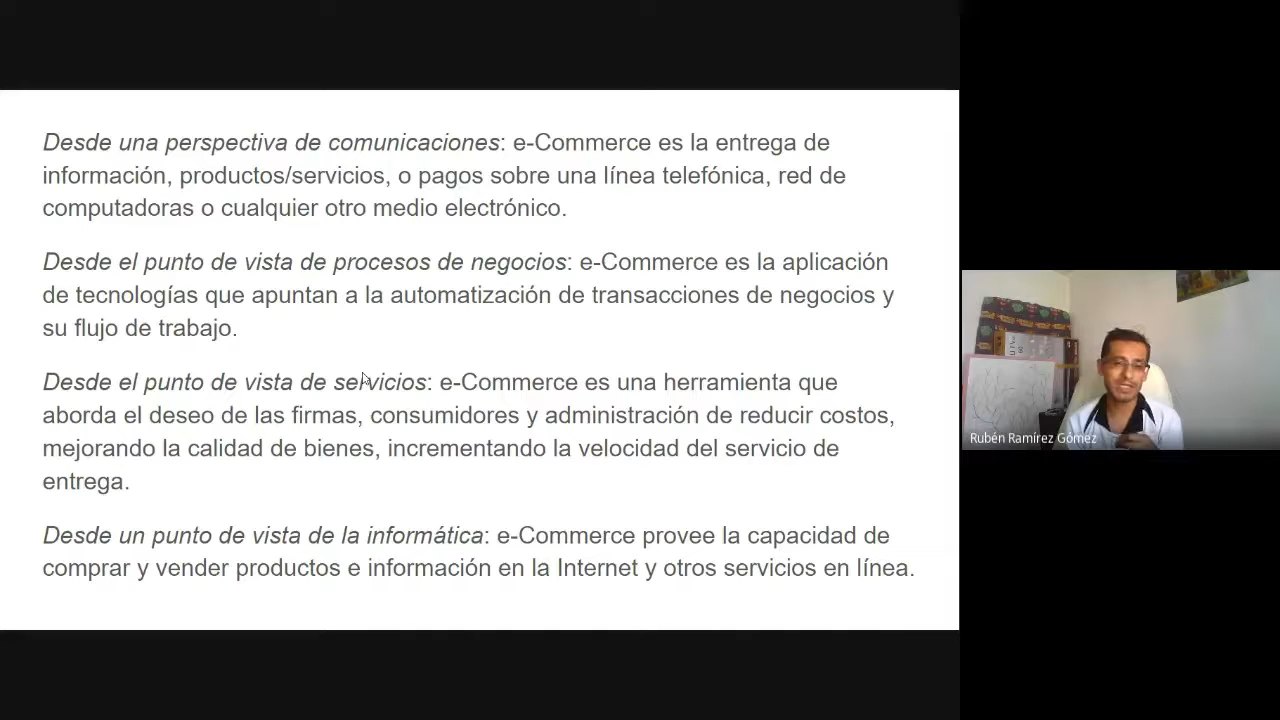 Desde una perspectiva de comunicaciones: e-Commerce es la entrega de
información, productos/servicios, o pagos sobre una línea telefónica, red de
computadoras o cualquier otro medio electrónico.
Desde el punto de vista de procesos de negocios: e-Commerce es la aplicación
de tecnologías que apuntan a la automatización de transacciones de negocios y
su flujo de trabajo.
Desde el punto de vista de servicios: e-Commerce es una herramienta que
aborda el deseo de las firmas, consumidores y administración de reducir costos,
mejorando la calidad de bienes, incrementando la velocidad del servicio de
entrega.
Desde un punto de vista de la informática: e-Commerce provee la capacidad de
comprar y vender productos e información en la Internet y otros servicios en línea.
Rubén Ramírez Gómez